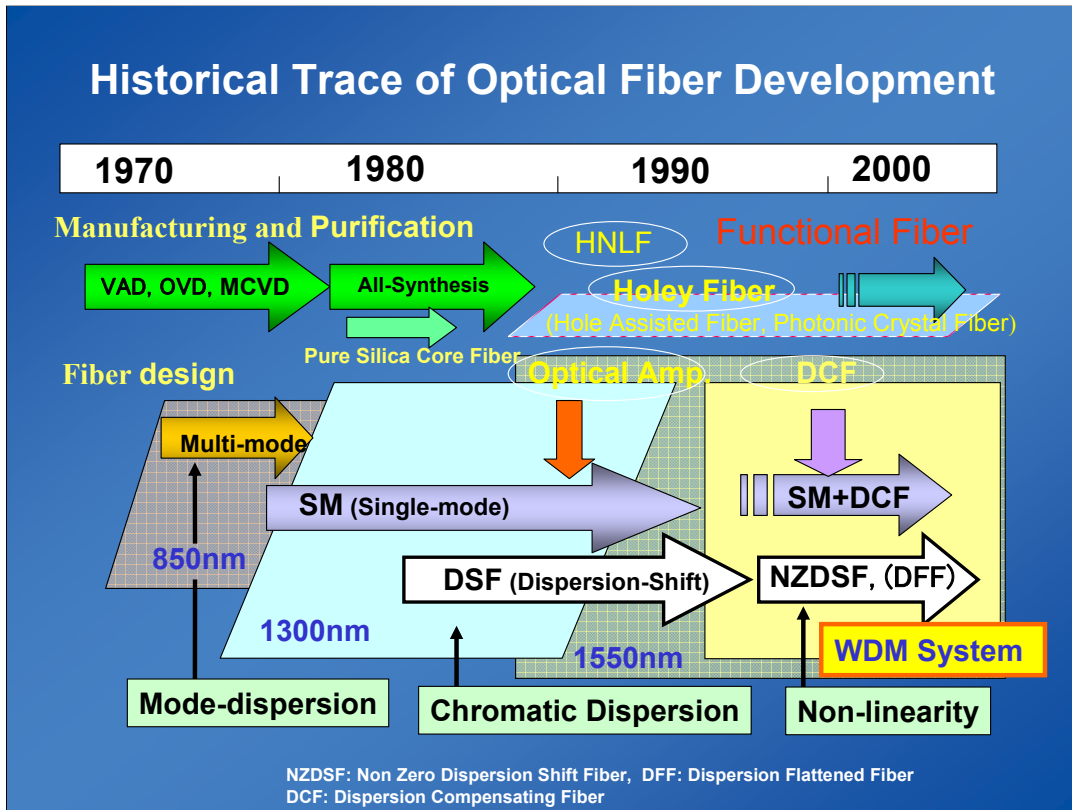 Historical Trace of Optical Fiber Development
1970 1980 1990 2000
Manufacturing and Purification
HNLF
Functional Fiber
VAD, OVD, MCVD
All-Synthesis
Holey Fiber
(Hole Assisted Fiber, Photonic Crystal Fiber)
Pure Silica Core Fiber
Fiber design
Optical Amp.
DCF
Multi-mode
SM (Single-mode)
SM+DCF
850nm
DSF (Dispersion-Shift)
NZDSF, (DFF)
1300nm
1550nm
WDM System
Mode-dispersion
Chromatic Dispersion
Non-linearity
NZDSF: Non Zero Dispersion Shift Fiber, DFF: Dispersion Flattened Fiber
DCF: Dispersion Compensating Fiber